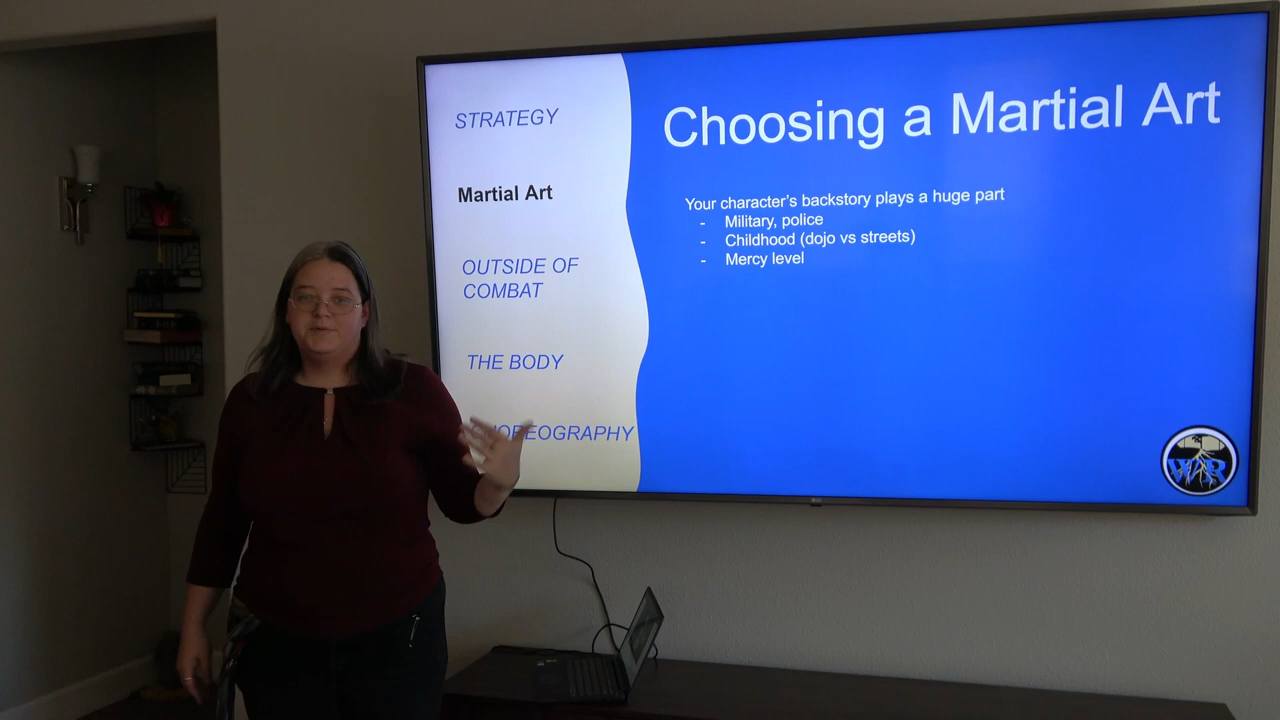 STRATEGY
Martial Art
OUTSIDE OF
COMBAT
THE BODY
Choosing a Martial Art
Your character's backstory plays a huge part
- Military, police
- Childhood (dojo vs streets)
- Mercy level
WR